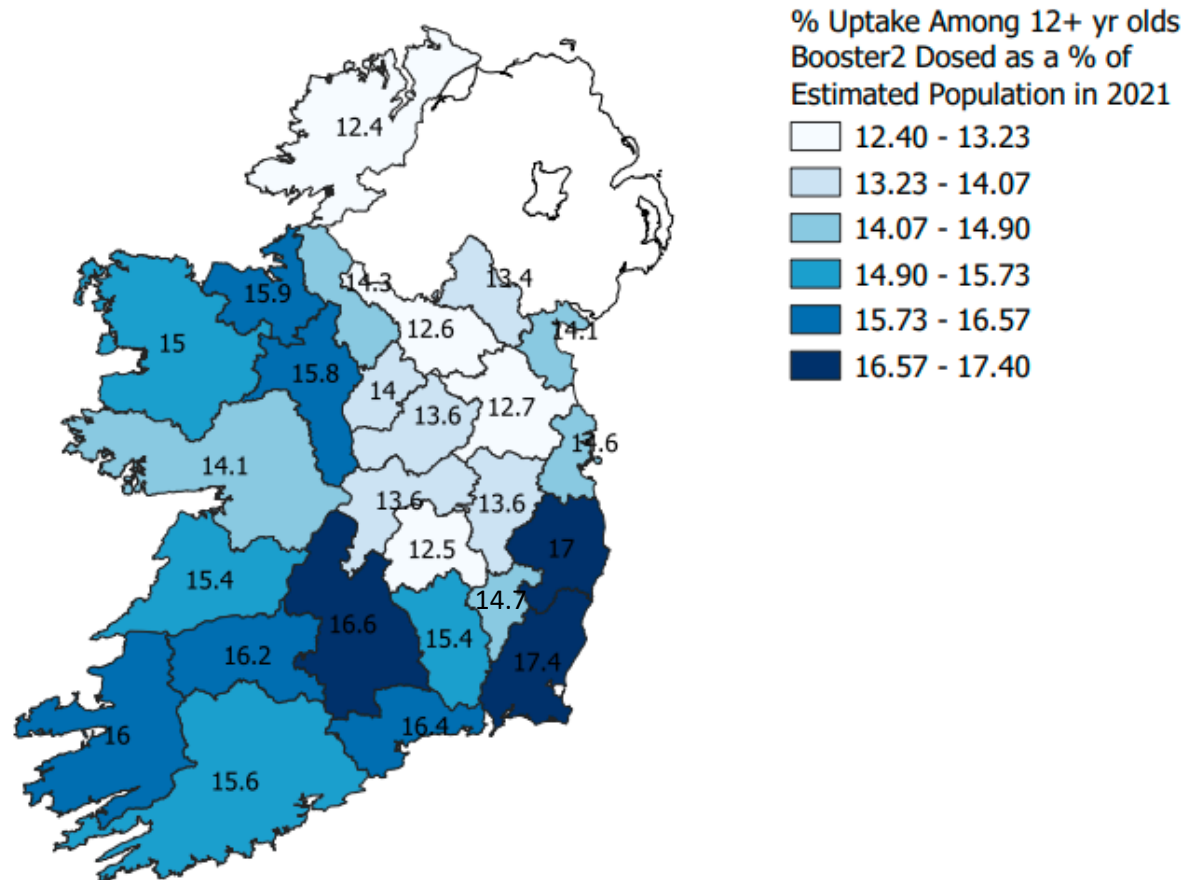 % Uptake Among 12+ yr olds
Booster2 Dosed as a % of
Estimated Population in 2021
12.40 - 13.23
13.23 - 14.07
14.07 - 14.90
14.90 - 15.73
15.73 - 16.57
16.57 - 17.40
12.4
14.3
13.4
15.9
12.6
14.1
15
15.8
14
13.6
12.7
14.6
14.1
13.6
13.6
12.5
17
15.4
14.7
16.6
15.4
16.2
17.4
16.4
16
15.6